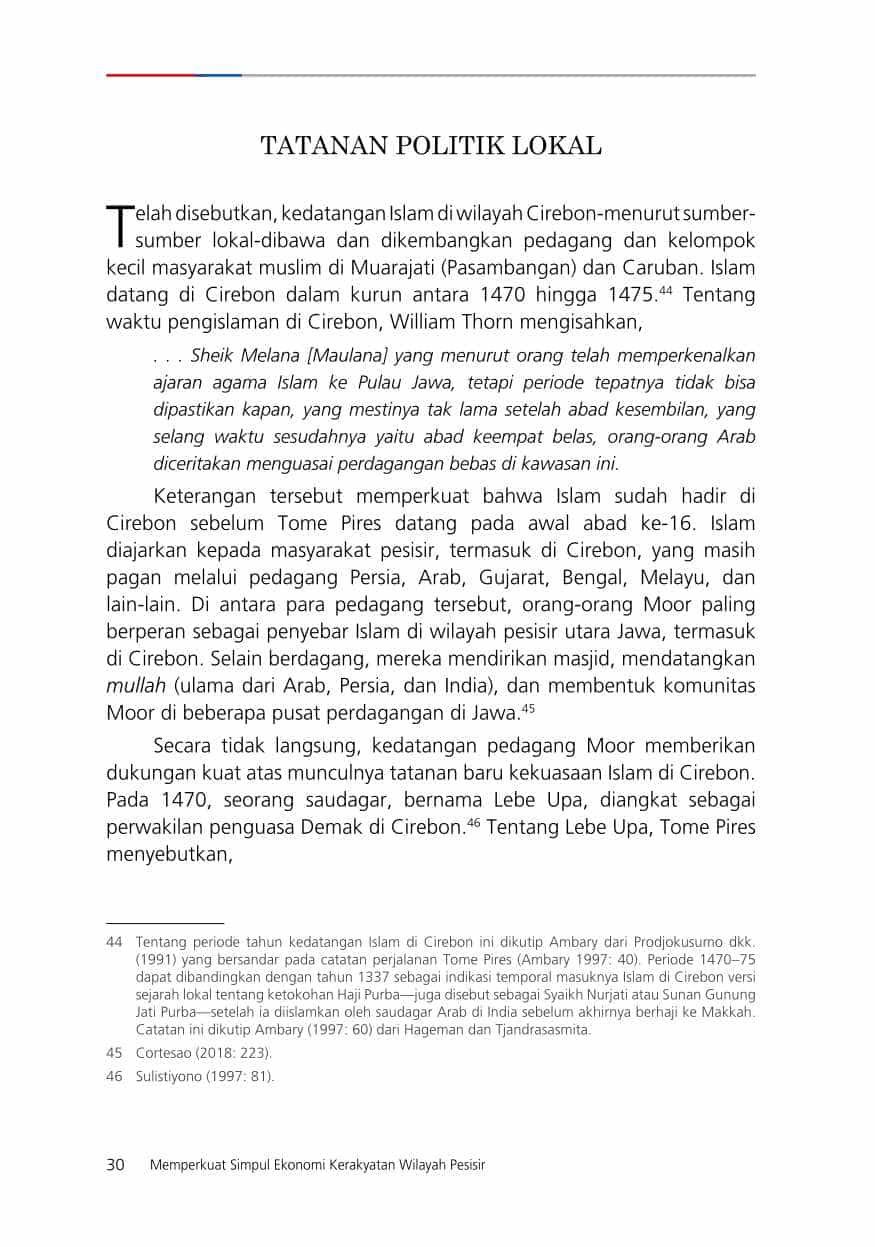 TATANAN POLITIK LOKAL
Telah disebutkan, kedatangan Islam di wilayah Cirebon-menurut sumber-
sumber lokal-dibawa dan dikembangkan pedagang dan kelompok
kecil masyarakat muslim di Muarajati (Pasambangan) dan Caruban. Islam
datang di Cirebon dalam kurun antara 1470 hingga 1475.44 Tentang
waktu pengislaman di Cirebon, William Thorn mengisahkan,
. . . Sheik Melana [Maulana] yang menurut orang telah memperkenalkan
ajaran agama Islam ke Pulau Jawa, tetapi periode tepatnya tidak bisa
dipastikan kapan, yang mestinya tak lama setelah abad kesembilan, yang
selang waktu sesudahnya yaitu abad keempat belas, orang-orang Arab
diceritakan menguasai perdagangan bebas di kawasan ini.
Keterangan tersebut memperkuat bahwa Islam sudah hadir di
Cirebon sebelum Tome Pires datang pada awal abad ke-16. Islam
diajarkan kepada masyarakat pesisir, termasuk di Cirebon, yang masih
pagan melalui pedagang Persia, Arab, Gujarat, Bengal, Melayu, dan
lain-lain. Di antara para pedagang tersebut, orang-orang Moor paling
berperan sebagai penyebar Islam di wilayah pesisir utara Jawa, termasuk
di Cirebon. Selain berdagang, mereka mendirikan masjid, mendatangkan
mullah (ulama dari Arab, Persia, dan India), dan membentuk komunitas
Moor di beberapa pusat perdagangan di Jawa.45
Secara tidak langsung, kedatangan pedagang Moor memberikan
dukungan kuat atas munculnya tatanan baru kekuasaan Islam di Cirebon.
Pada 1470, seorang saudagar, bernama Lebe Upa, diangkat sebagai
perwakilan penguasa Demak di Cirebon.46 Tentang Lebe Upa, Tome Pires
menyebutkan,
44 Tentang periode tahun kedatangan Islam di Cirebon ini dikutip Ambary dari Prodjokusumo dkk.
(1991) yang bersandar pada catatan perjalanan Tome Pires (Ambary 1997: 40). Periode 1470–75
dapat dibandingkan dengan tahun 1337 sebagai indikasi temporal masuknya Islam di Cirebon versi
sejarah lokal tentang ketokohan Haji Purba—juga disebut sebagai Syaikh Nurjati atau Sunan Gunung
Jati Purba—setelah ia diislamkan oleh saudagar Arab di India sebelum akhirnya berhaji ke Makkah.
Catatan ini dikutip Ambary (1997: 60) dari Hageman dan Tjandrasasmita.
45 Cortesao (2018: 223).
46 Sulistiyono (1997: 81).
30 Memperkuat Simpul Ekonomi Kerakyatan Wilayah Pesisir